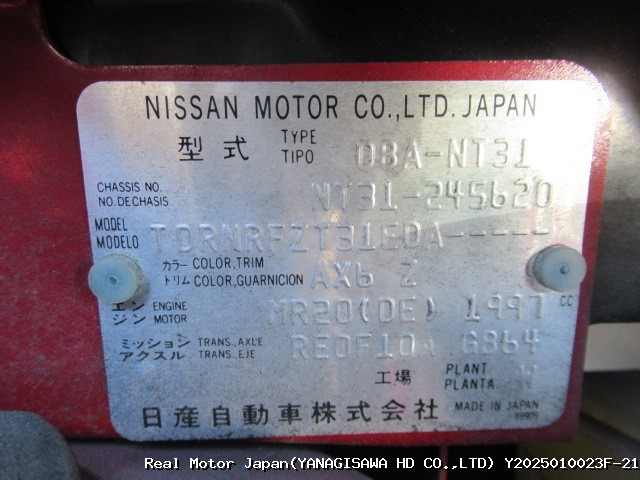 NISSAN MOTOR CO.,LTD. JAPAN
型式 TYPE TIPO DBA-NT31
CHASSIS NO. NO. DE CHASIS NT31-245620
MODEL MODELO TDRNRFZT31EDA-----
カラー COLOR,TRIM
トリム COLOR,GUARNICION AX6 Z
エンジン ENGINE MOTOR MR20(DE) 1997 CC
ミッション TRANS.,AXLE
アクスル TRANS.,EJE RE0F10A GB64
工場 PLANT PLANTA W
日産自動車株式会社 MADE IN JAPAN
89909
Real Motor Japan(YANAGISAWA HD CO.,LTD) Y2025010023F-21